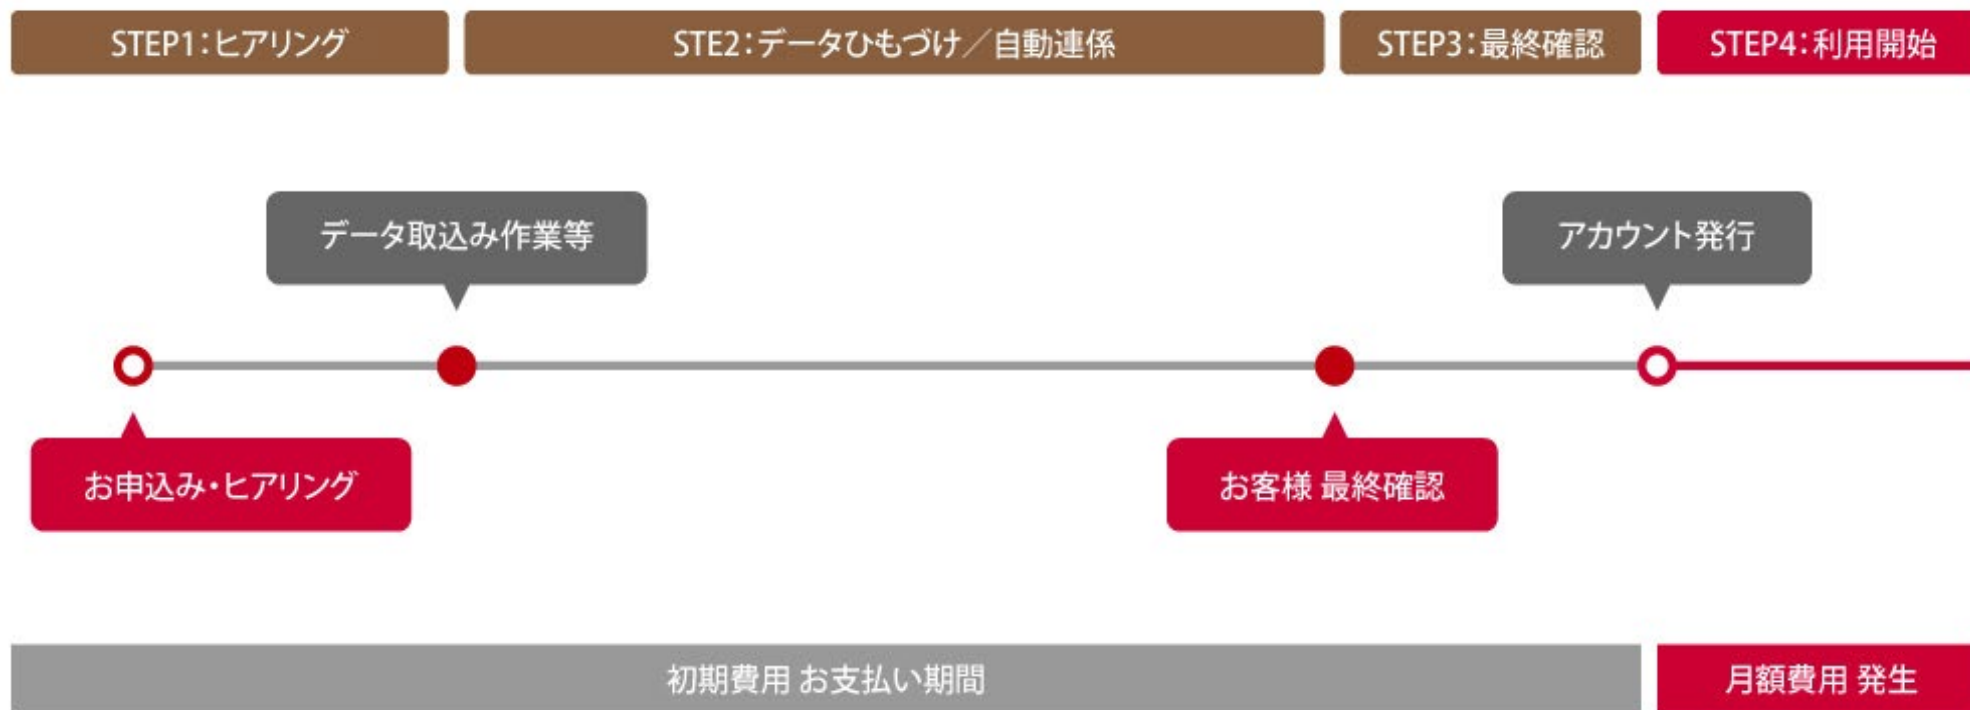 STEP1：ヒアリング
STE2：データひもづけ／自動連係
STEP3：最終確認
STEP4：利用開始
データ取込み作業等
アカウント発行
お申込み・ヒアリング
お客様 最終確認
初期費用 お支払い期間
月額費用 発生